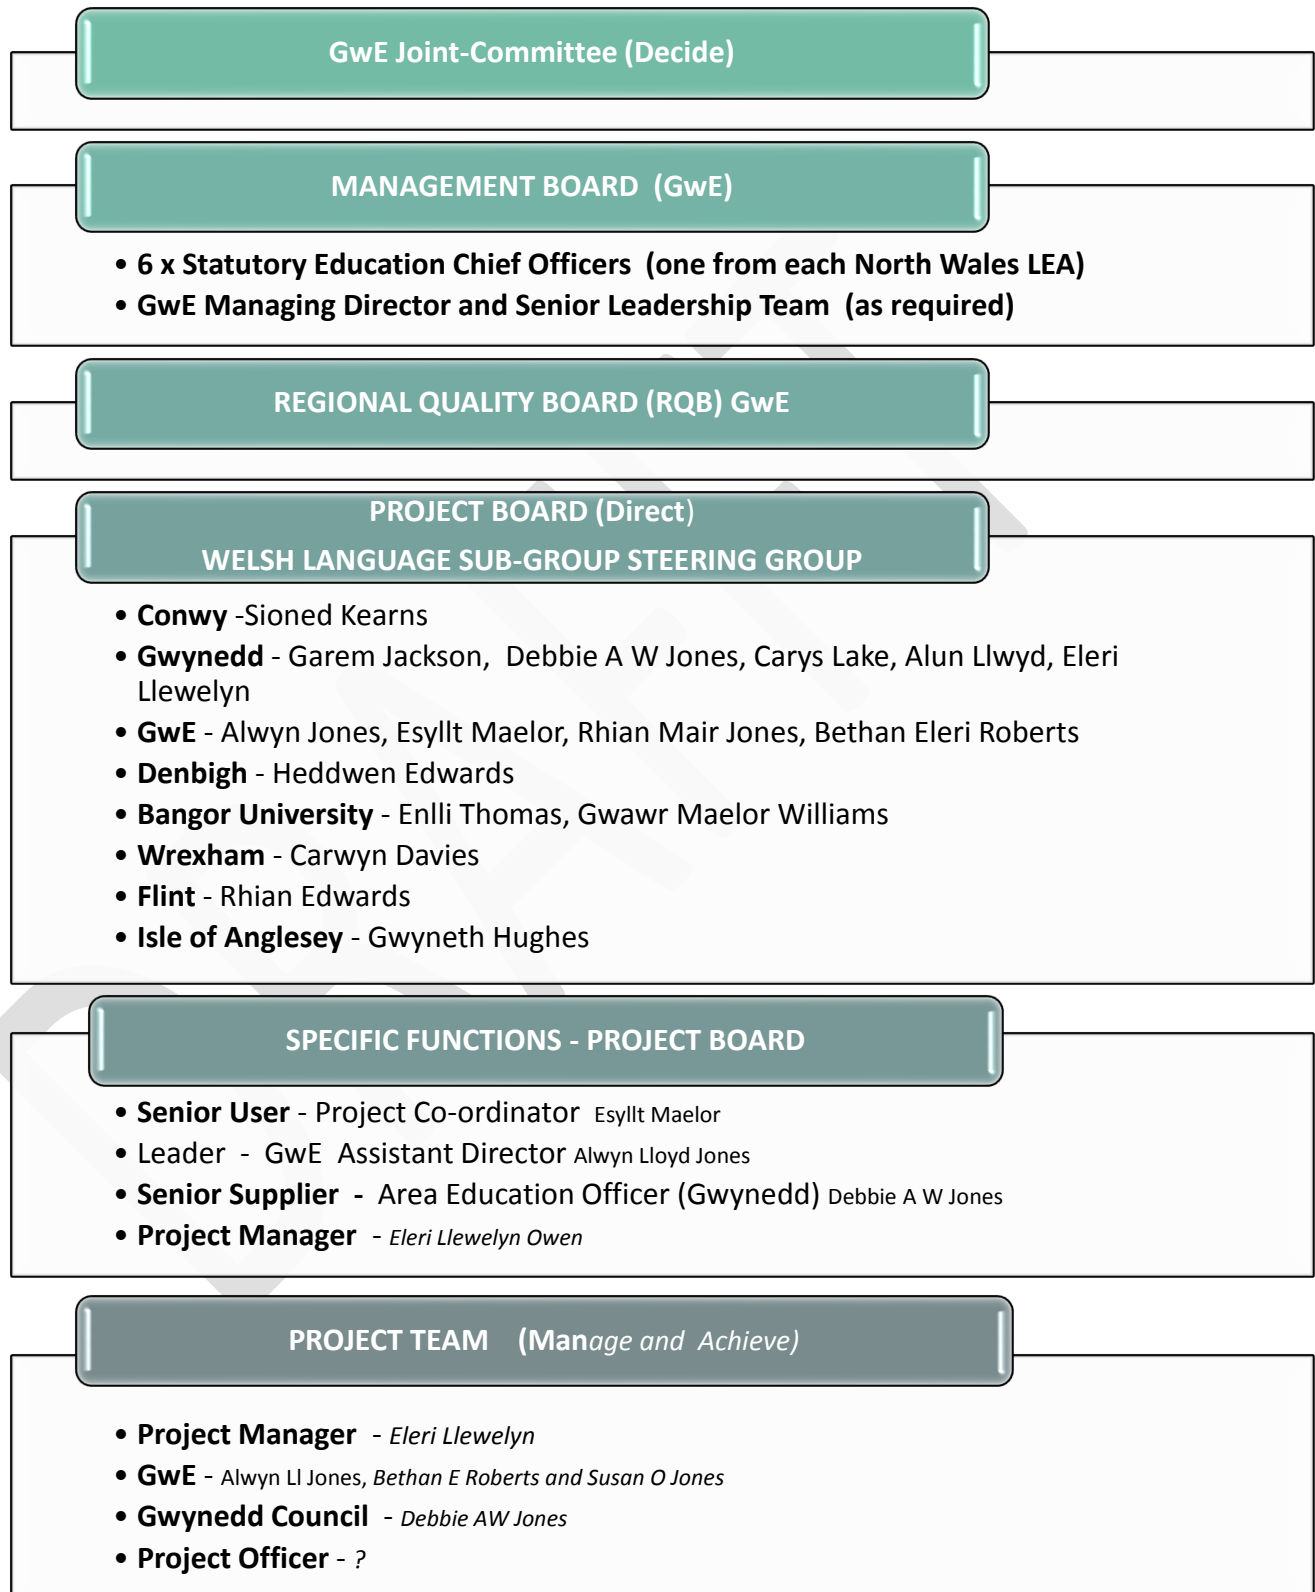 GwE Joint-Committee (Decide)
MANAGEMENT BOARD (GwE)
• 6 x Statutory Education Chief Officers (one from each North Wales LEA)
• GwE Managing Director and Senior Leadership Team (as required)
REGIONAL QUALITY BOARD (RQB) GwE
PROJECT BOARD (Direct)
WELSH LANGUAGE SUB-GROUP STEERING GROUP
• Conwy -Sioned Kearns
• Gwynedd - Garem Jackson, Debbie A W Jones, Carys Lake, Alun Llwyd, Eleri
Llewelyn
• GwE - Alwyn Jones, Esyllt Maelor, Rhian Mair Jones, Bethan Eleri Roberts
• Denbigh - Heddwen Edwards
• Bangor University - Enlli Thomas, Gwawr Maelor Williams
• Wrexham - Carwyn Davies
• Flint - Rhian Edwards
• Isle of Anglesey - Gwyneth Hughes
SPECIFIC FUNCTIONS - PROJECT BOARD
• Senior User - Project Co-ordinator Esyllt Maelor
• Leader - GwE Assistant Director Alwyn Lloyd Jones
• Senior Supplier - Area Education Officer (Gwynedd) Debbie A W Jones
• Project Manager - Eleri Llewelyn Owen
PROJECT TEAM (Manage and Achieve)
• Project Manager - Eleri Llewelyn
• GwE - Alwyn Ll Jones, Bethan E Roberts and Susan O Jones
• Gwynedd Council - Debbie AW Jones
• Project Officer - ?
DRAFT